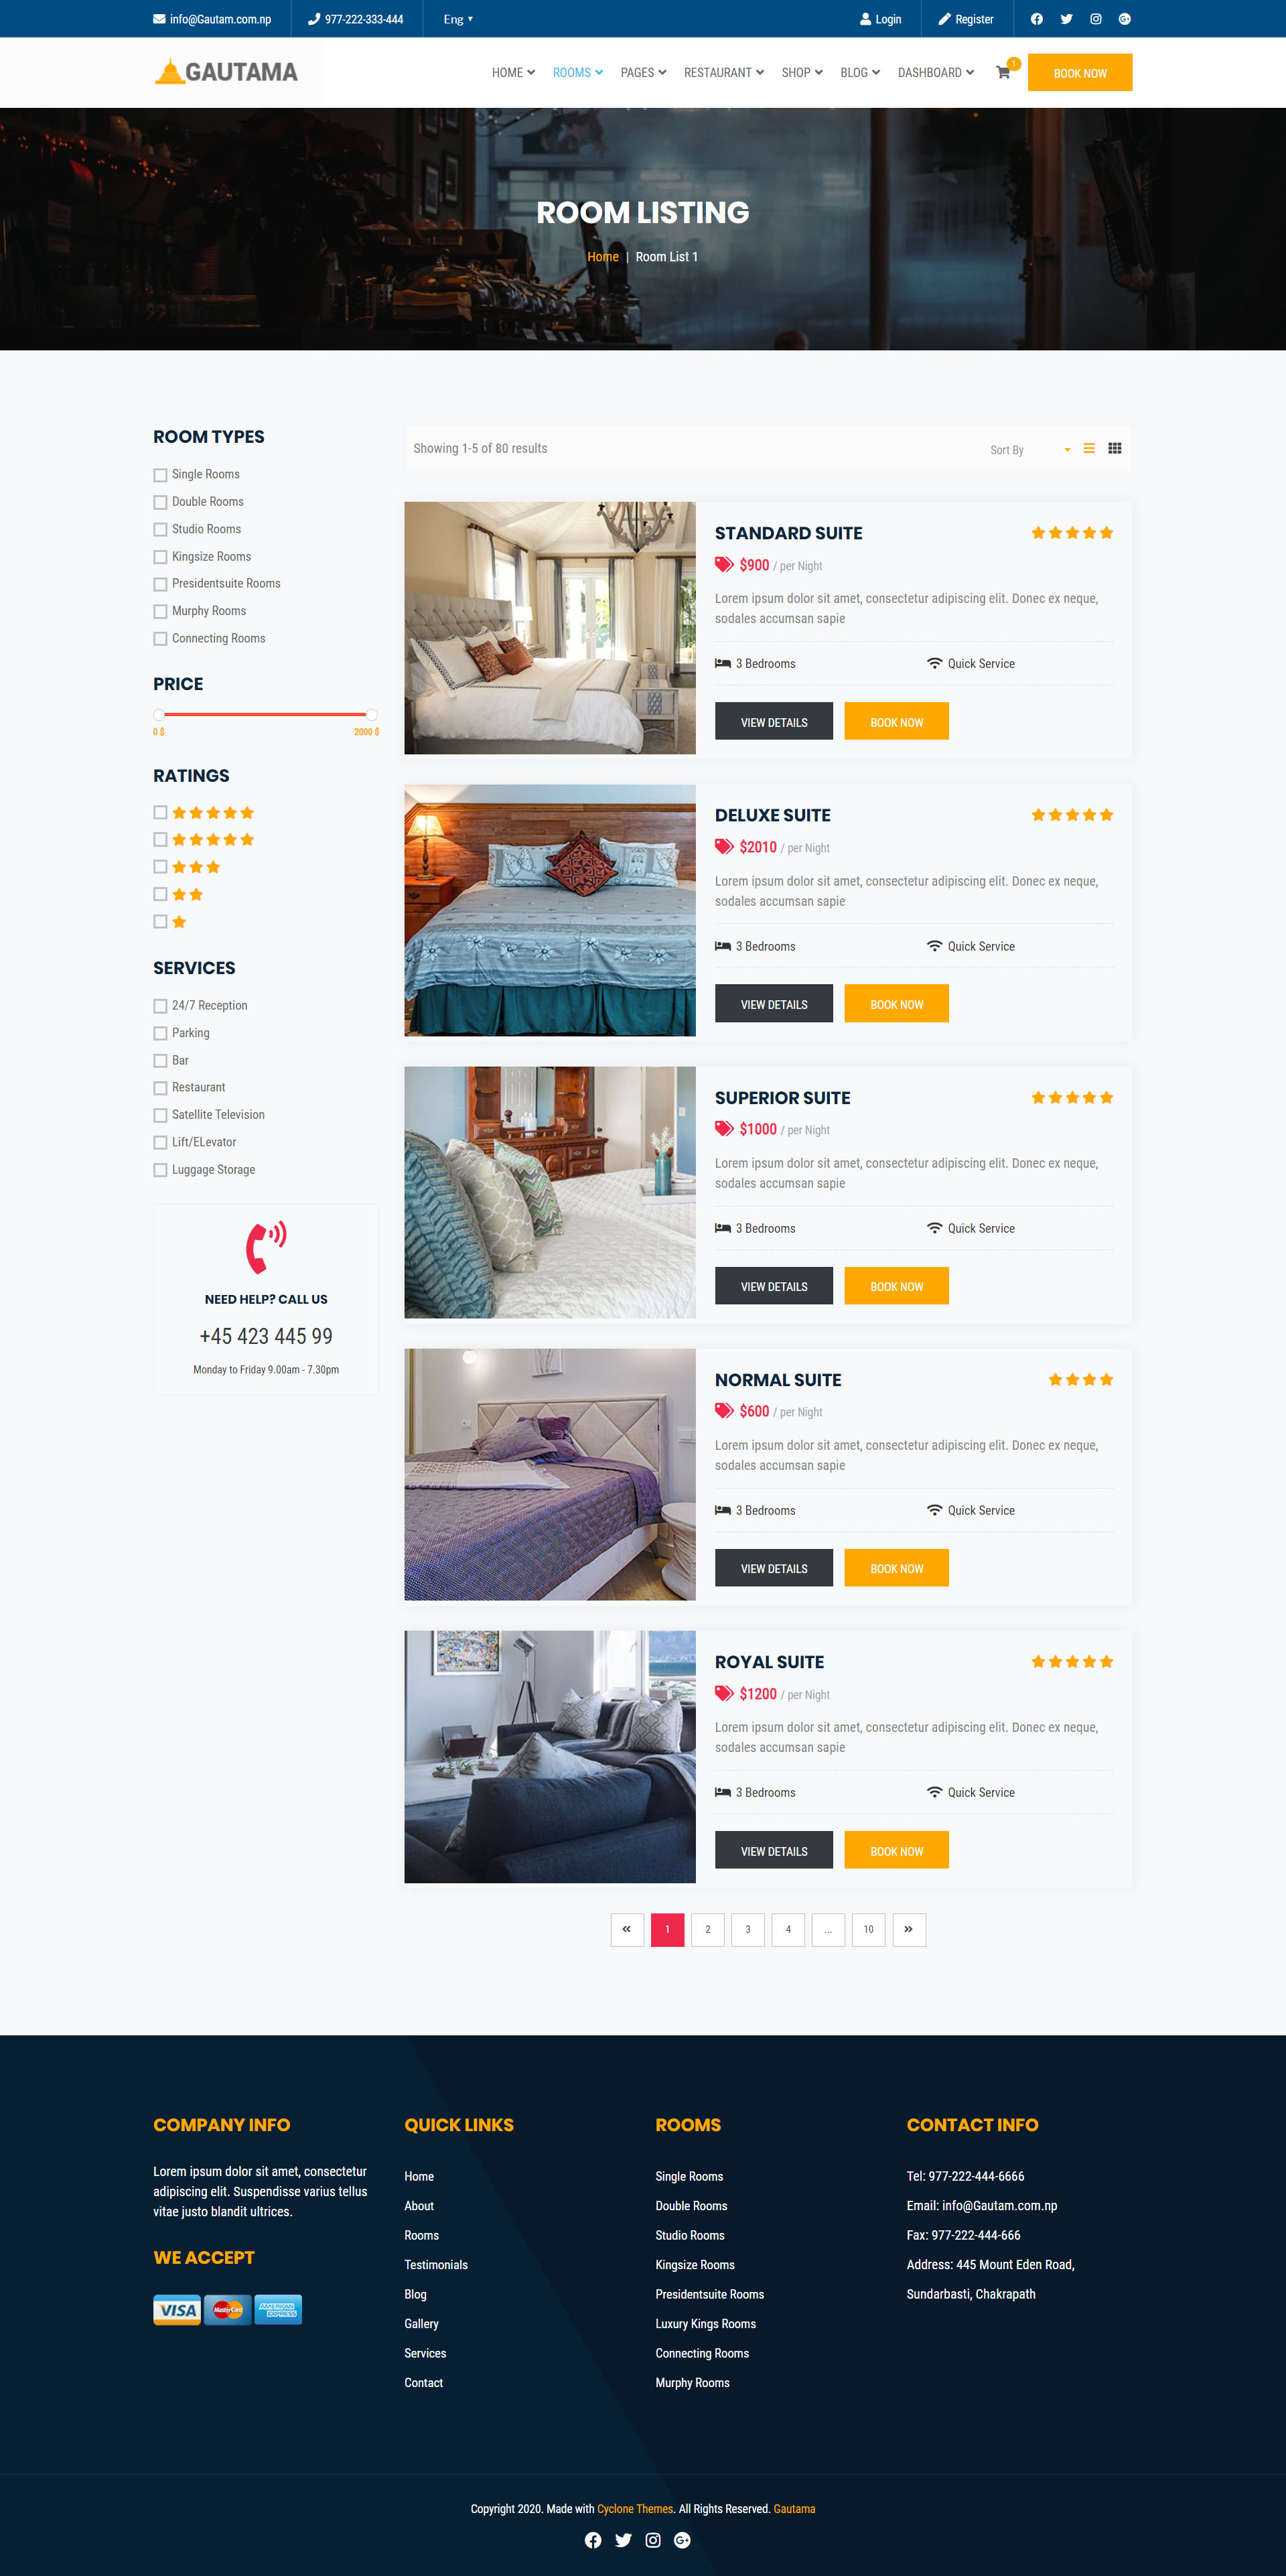 info@Gautam.com.np
977-222-333-444
Eng
Login
Register
GAUTAMA
HOME
ROOMS
PAGES
RESTAURANT
SHOP
BLOG
DASHBOARD
1
BOOK NOW
ROOM LISTING
Home | Room List 1
ROOM TYPES
Single Rooms
Double Rooms
Studio Rooms
Kingsize Rooms
Presidentsuite Rooms
Murphy Rooms
Connecting Rooms
PRICE
0 $
2000 $
RATINGS
SERVICES
24/7 Reception
Parking
Bar
Restaurant
Satellite Television
Lift/ELevator
Luggage Storage
NEED HELP? CALL US
+45 423 445 99
Monday to Friday 9.00am - 7.30pm
Showing 1-5 of 80 results
Sort By
STANDARD SUITE
$900 / per Night
Lorem ipsum dolor sit amet, consectetur adipiscing elit. Donec ex neque,
sodales accumsan sapie
3 Bedrooms
Quick Service
VIEW DETAILS
BOOK NOW
DELUXE SUITE
$2010 / per Night
Lorem ipsum dolor sit amet, consectetur adipiscing elit. Donec ex neque,
sodales accumsan sapie
3 Bedrooms
Quick Service
VIEW DETAILS
BOOK NOW
SUPERIOR SUITE
$1000 / per Night
Lorem ipsum dolor sit amet, consectetur adipiscing elit. Donec ex neque,
sodales accumsan sapie
3 Bedrooms
Quick Service
VIEW DETAILS
BOOK NOW
NORMAL SUITE
$600 / per Night
Lorem ipsum dolor sit amet, consectetur adipiscing elit. Donec ex neque,
sodales accumsan sapie
3 Bedrooms
Quick Service
VIEW DETAILS
BOOK NOW
ROYAL SUITE
$1200 / per Night
Lorem ipsum dolor sit amet, consectetur adipiscing elit. Donec ex neque,
sodales accumsan sapie
3 Bedrooms
Quick Service
VIEW DETAILS
BOOK NOW
« 1 2 3 4 ... 10 »
COMPANY INFO
Lorem ipsum dolor sit amet, consectetur
adipiscing elit. Suspendisse varius tellus
vitae justo blandit ultrices.
WE ACCEPT
VISA
MasterCard
AMERICAN
EXPRESS
QUICK LINKS
Home
About
Rooms
Testimonials
Blog
Gallery
Services
Contact
ROOMS
Single Rooms
Double Rooms
Studio Rooms
Kingsize Rooms
Presidentsuite Rooms
Luxury Kings Rooms
Connecting Rooms
Murphy Rooms
CONTACT INFO
Tel: 977-222-444-6666
Email: info@Gautam.com.np
Fax: 977-222-444-666
Address: 445 Mount Eden Road,
Sundarbasti, Chakrapath
Copyright 2020. Made with Cyclone Themes. All Rights Reserved. Gautama